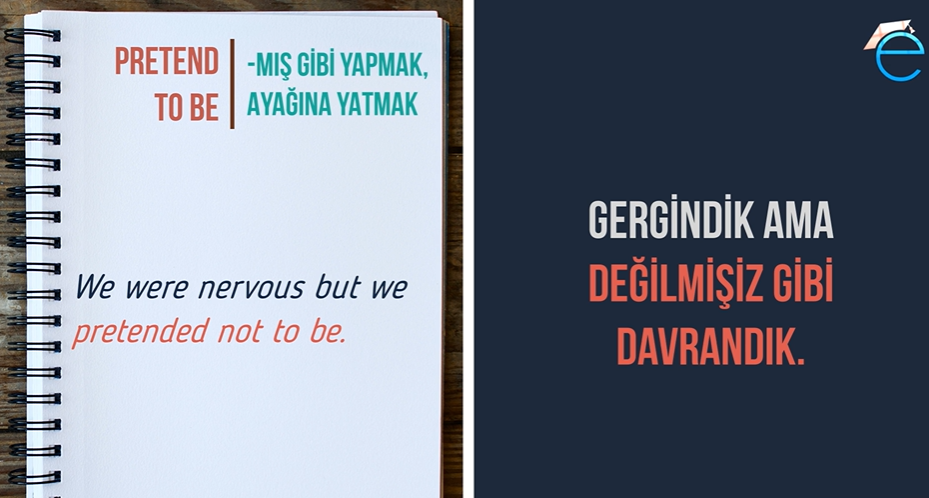 PRETEND
TO BE
-MIŞ GİBİ YAPMAK,
AYAĞINA YATMAK
We were nervous but we
pretended not to be.
e
GERGİNDİK AMA
DEĞİLMİŞİZ GİBİ
DAVRANDIK.